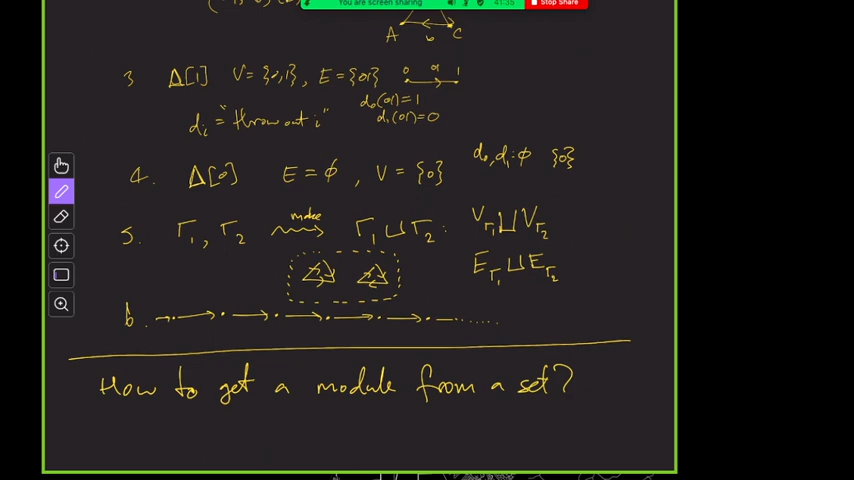 You are screen sharing 41:35 Stop Share
A b C
3 Δ[1] V = {0,1}, E = {01} 0 01 1
d₀(01) = 1
d₁(01) = 0
dᵢ = "throw out i"
4. Δ[0] E = ϕ, V = {0} d₀,d₁: ϕ {0}
5. Γ₁, Γ₂ make Γ₁ ⊔ Γ₂ : V_Γ₁ ⊔ V_Γ₂
E_Γ₁ ⊔ E_Γ₂
6.
How to get a module from a set?